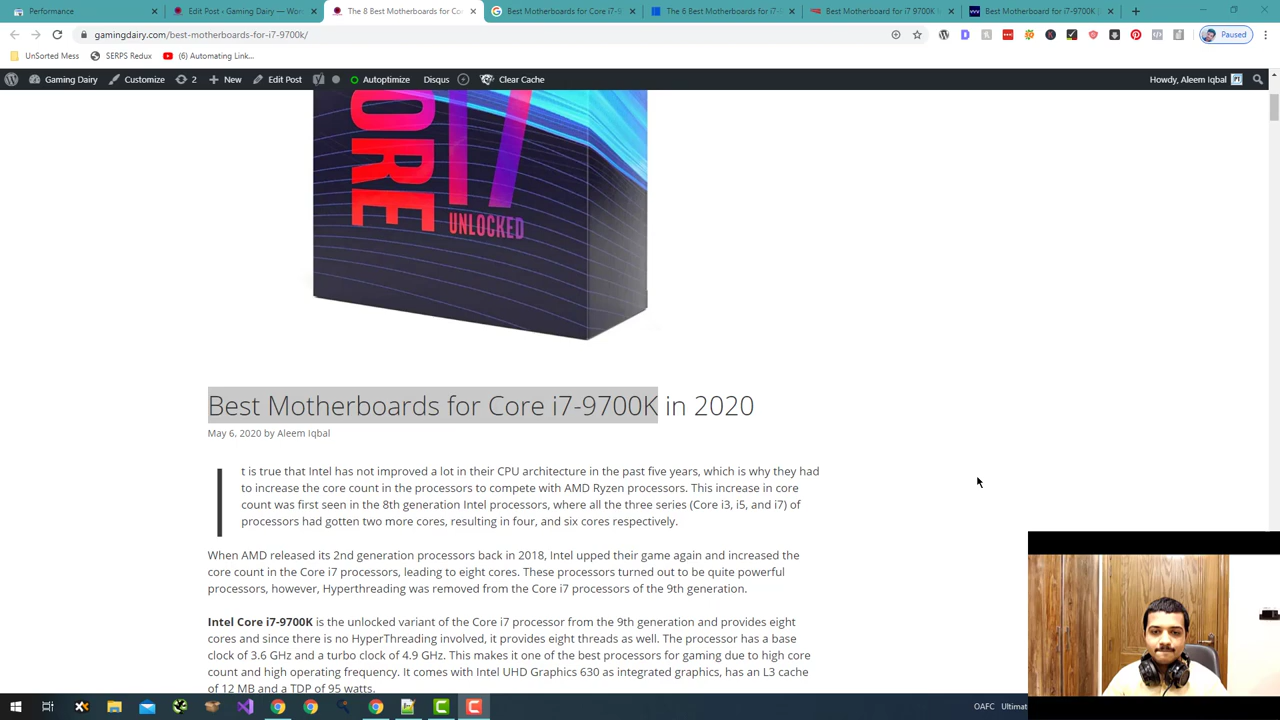 Performance
Edit Post ‹ Gaming Dairy — Wor
The 8 Best Motherboards for Co
Best Motherboards for Core i7-9
The 6 Best Motherboards for i7-
Best Motherboard for i7 9700K
Best Motherboard for i7-9700K
gamingdairy.com/best-motherboards-for-i7-9700k/
Paused
UnSorted Mess
SERPS Redux
(6) Automating Link...
Gaming Dairy
Customize
2
New
Edit Post
Autoptimize
Disqus
Clear Cache
Howdy, Aleem Iqbal
CORE
i7
UNLOCKED
Best Motherboards for Core i7-9700K in 2020
May 6, 2020 by Aleem Iqbal
It is true that Intel has not improved a lot in their CPU architecture in the past five years, which is why they had
to increase the core count in the processors to compete with AMD Ryzen processors. This increase in core
count was first seen in the 8th generation Intel processors, where all the three series (Core i3, i5, and i7) of
processors had gotten two more cores, resulting in four, and six cores respectively.
When AMD released its 2nd generation processors back in 2018, Intel upped their game again and increased the
core count in the Core i7 processors, leading to eight cores. These processors turned out to be quite powerful
processors, however, Hyperthreading was removed from the Core i7 processors of the 9th generation.
Intel Core i7-9700K is the unlocked variant of the Core i7 processor from the 9th generation and provides eight
cores and since there is no HyperThreading involved, it provides eight threads as well. The processor has a base
clock of 3.6 GHz and a turbo clock of 4.9 GHz. This makes it one of the best processors for gaming due to high core
count and high operating frequency. It comes with Intel UHD Graphics 630 as integrated graphics, has an L3 cache
of 12 MB and a TDP of 95 watts.
OAFC
Ultimat